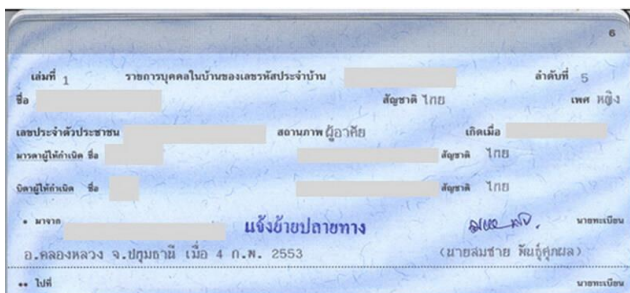 6
เล่มที่ 1 รายการบุคคลในบ้านของเลขรหัสประจำบ้าน ลำดับที่ 5
ชื่อ สัญชาติ ไทย เพศ หญิง
เลขประจำตัวประชาชน สถานภาพ ผู้อาศัย เกิดเมื่อ
มารดาผู้ให้กำเนิด ชื่อ สัญชาติ ไทย
บิดาผู้ให้กำเนิด ชื่อ สัญชาติ ไทย
* มาจาก แจ้งย้ายปลายทาง นายทะเบียน
อ.คลองหลวง จ.ปทุมธานี เมื่อ 4 ก.พ. 2553 (นายสมชาย พันธุ์ศุภผล)
** ไปที่ นายทะเบียน